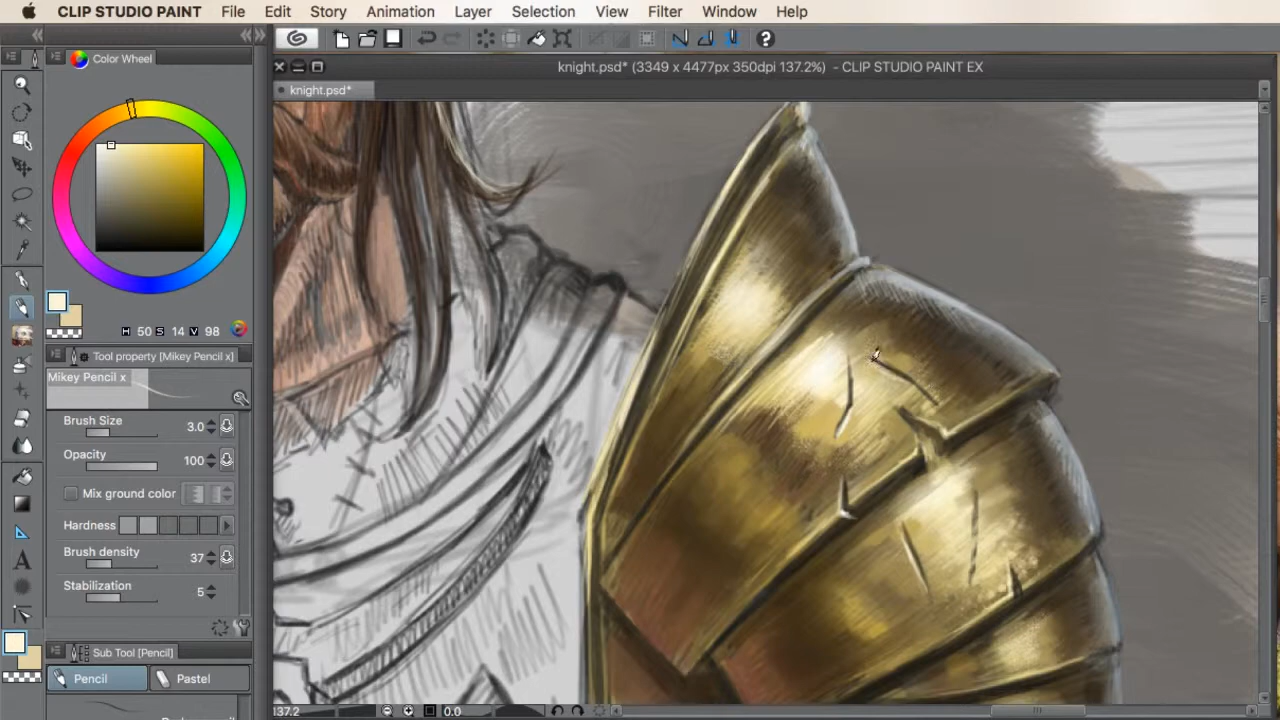 CLIP STUDIO PAINT File Edit Story Animation Layer Selection View Filter Window Help
knight.psd* (3349 x 4477px 350dpi 137.2%) - CLIP STUDIO PAINT EX
Color Wheel
knight.psd*
H 50 S 14 V 98
Tool property [Mikey Pencil x]
Mikey Pencil x
Brush Size 3.0
Opacity 100
Mix ground color
Hardness
Brush density 37
Stabilization 5
Sub Tool [Pencil]
Pencil Pastel
137.2 0.0